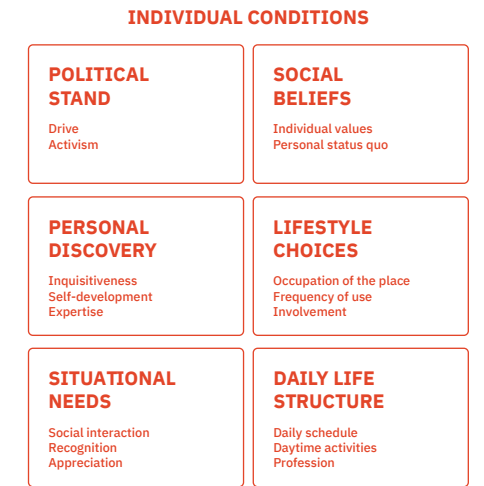 INDIVIDUAL CONDITIONS
POLITICAL
STAND
Drive
Activism
SOCIAL
BELIEFS
Individual values
Personal status quo
PERSONAL
DISCOVERY
Inquisitiveness
Self-development
Expertise
LIFESTYLE
CHOICES
Occupation of the place
Frequency of use
Involvement
SITUATIONAL
NEEDS
Social interaction
Recognition
Appreciation
DAILY LIFE
STRUCTURE
Daily schedule
Daytime activities
Profession